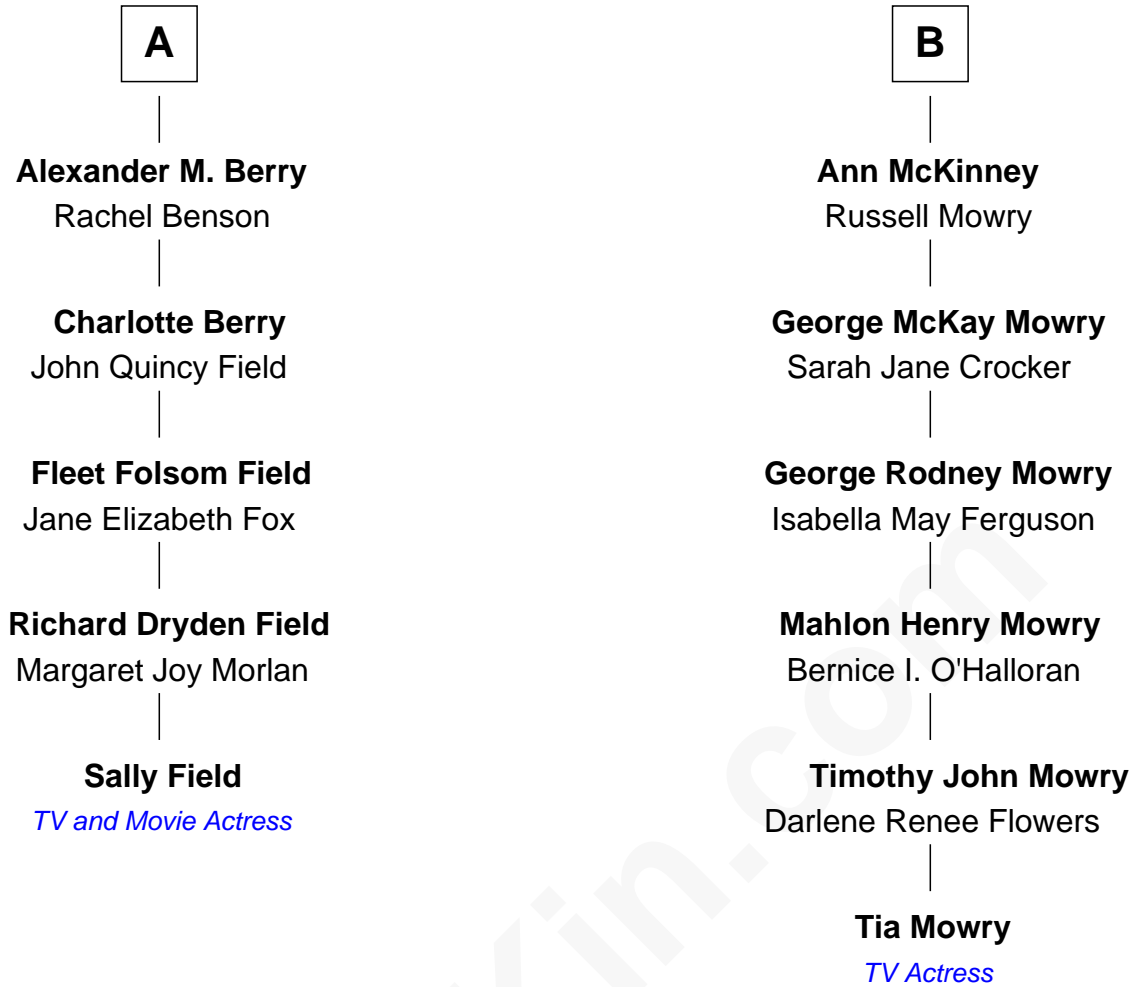 A
Alexander M. Berry
Rachel Benson
Charlotte Berry
John Quincy Field
Fleet Folsom Field
Jane Elizabeth Fox
Richard Dryden Field
Margaret Joy Morlan
Sally Field
TV and Movie Actress
B
Ann McKinney
Russell Mowry
George McKay Mowry
Sarah Jane Crocker
George Rodney Mowry
Isabella May Ferguson
Mahlon Henry Mowry
Bernice I. O'Halloran
Timothy John Mowry
Darlene Renee Flowers
Tia Mowry
TV Actress